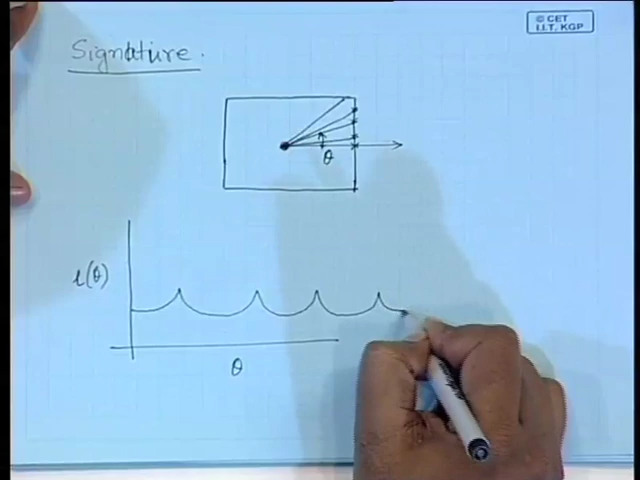 © CET
I.I.T. KGP
Signature.
θ
r(θ)
θ